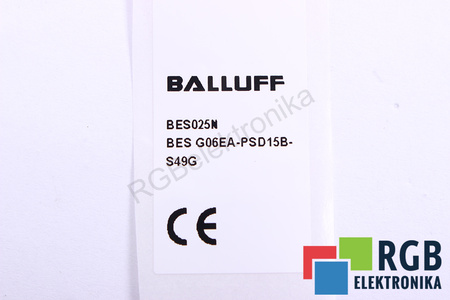 BALLUFF
BES025N
BES G06EA-PSD15B-
S49G
CE
RGBelektronika
RGB
ELEKTRONIKA